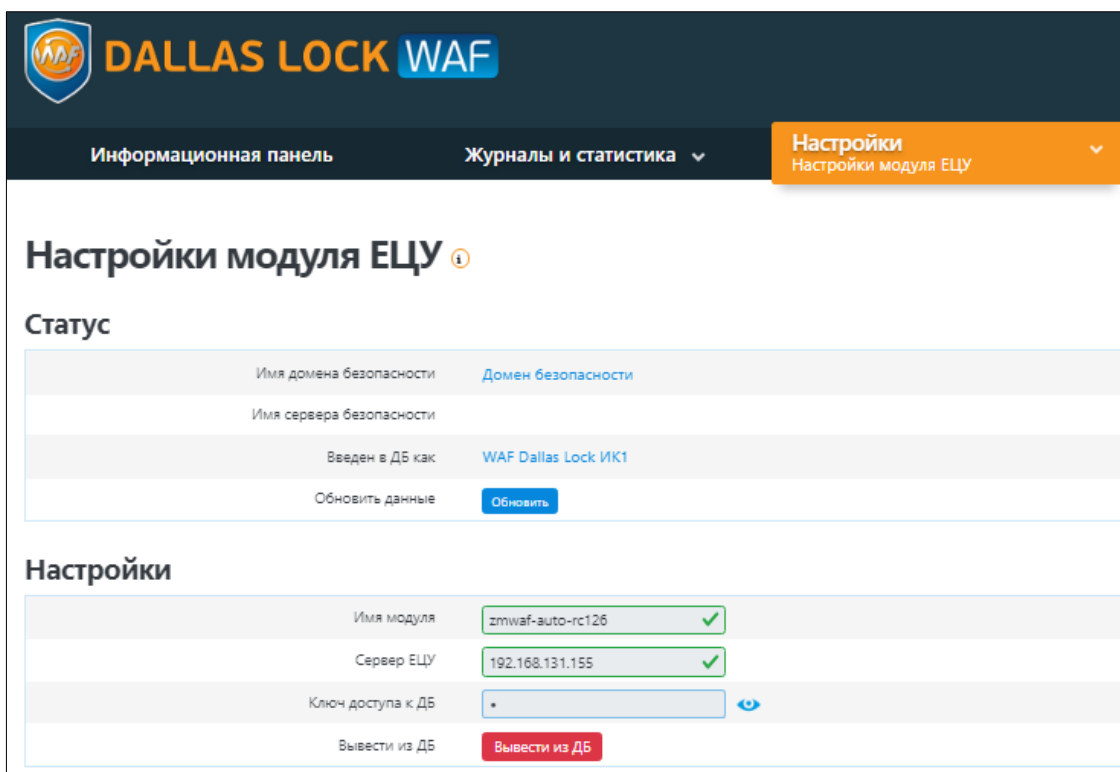 WAF DALLAS LOCK WAF
Информационная панель Журналы и статистика Настройки
Настройки модуля ЕЦУ
Настройки модуля ЕЦУ i
Статус
Имя домена безопасности Домен безопасности
Имя сервера безопасности
Введен в ДБ как WAF Dallas Lock ИК1
Обновить данные Обновить
Настройки
Имя модуля zmwaf-auto-rc126
Сервер ЕЦУ 192.168.131.155
Ключ доступа к ДБ •
Вывести из ДБ Вывести из ДБ